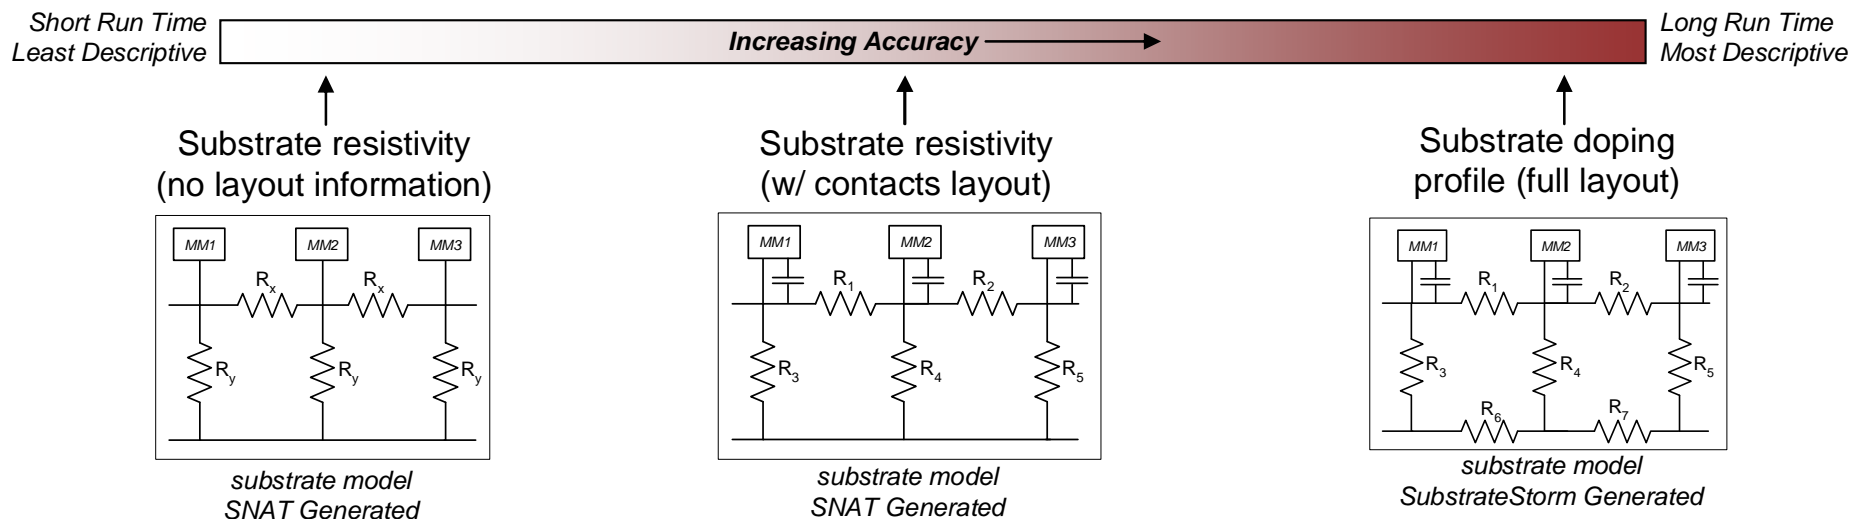 Short Run Time
Least Descriptive
Increasing Accuracy
Long Run Time
Most Descriptive
Substrate resistivity
(no layout information)
MM1
MM2
MM3
Rx
Rx
Ry
Ry
Ry
substrate model
SNAT Generated
Substrate resistivity
(w/ contacts layout)
MM1
MM2
MM3
R1
R2
R3
R4
R5
substrate model
SNAT Generated
Substrate doping
profile (full layout)
MM1
MM2
MM3
R1
R2
R3
R4
R5
R6
R7
substrate model
SubstrateStorm Generated